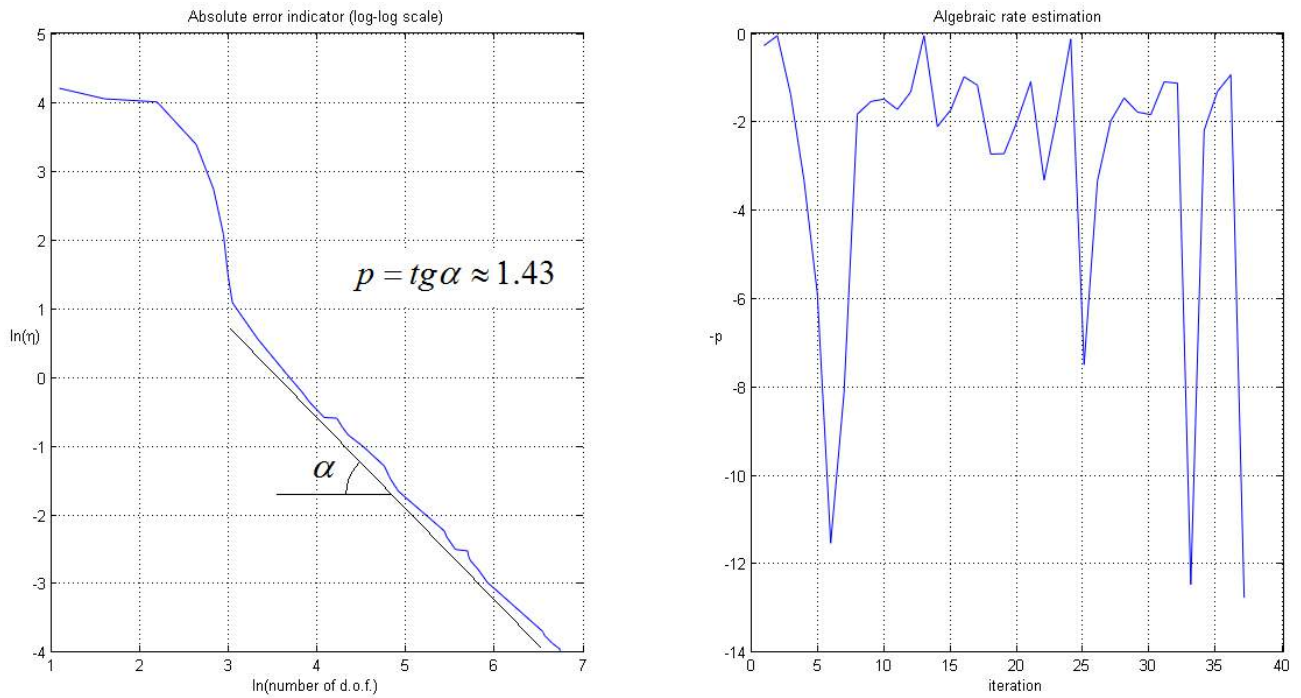 Absolute error indicator (log-log scale)
5
4
3
2
1
0
-1
-2
-3
-4
ln(η)
p = tgα ≈ 1.43
α
1 2 3 4 5 6 7
ln(number of d.o.f.)
Algebraic rate estimation
0
-2
-4
-6
-8
-10
-12
-14
-p
0 5 10 15 20 25 30 35 40
iteration